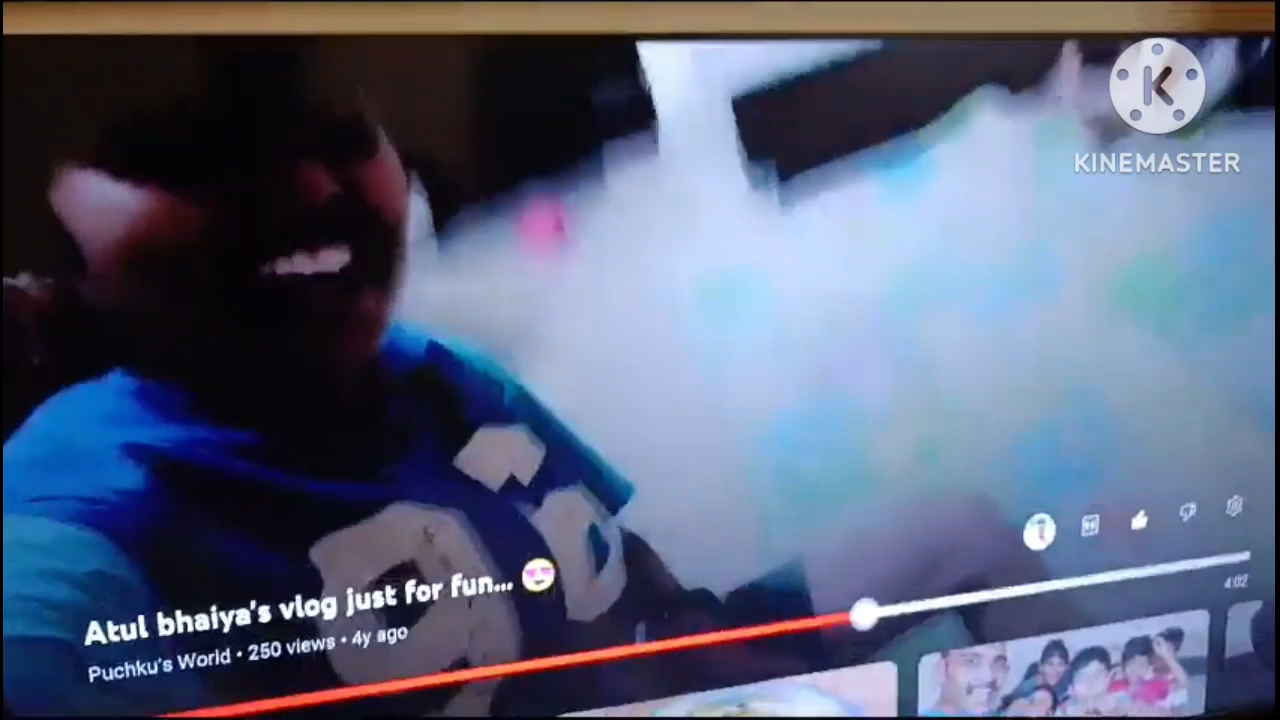 K
KINEMASTER
Atul bhaiya's vlog just for fun... 😍
Puchku's World • 250 views • 4y ago
4:02